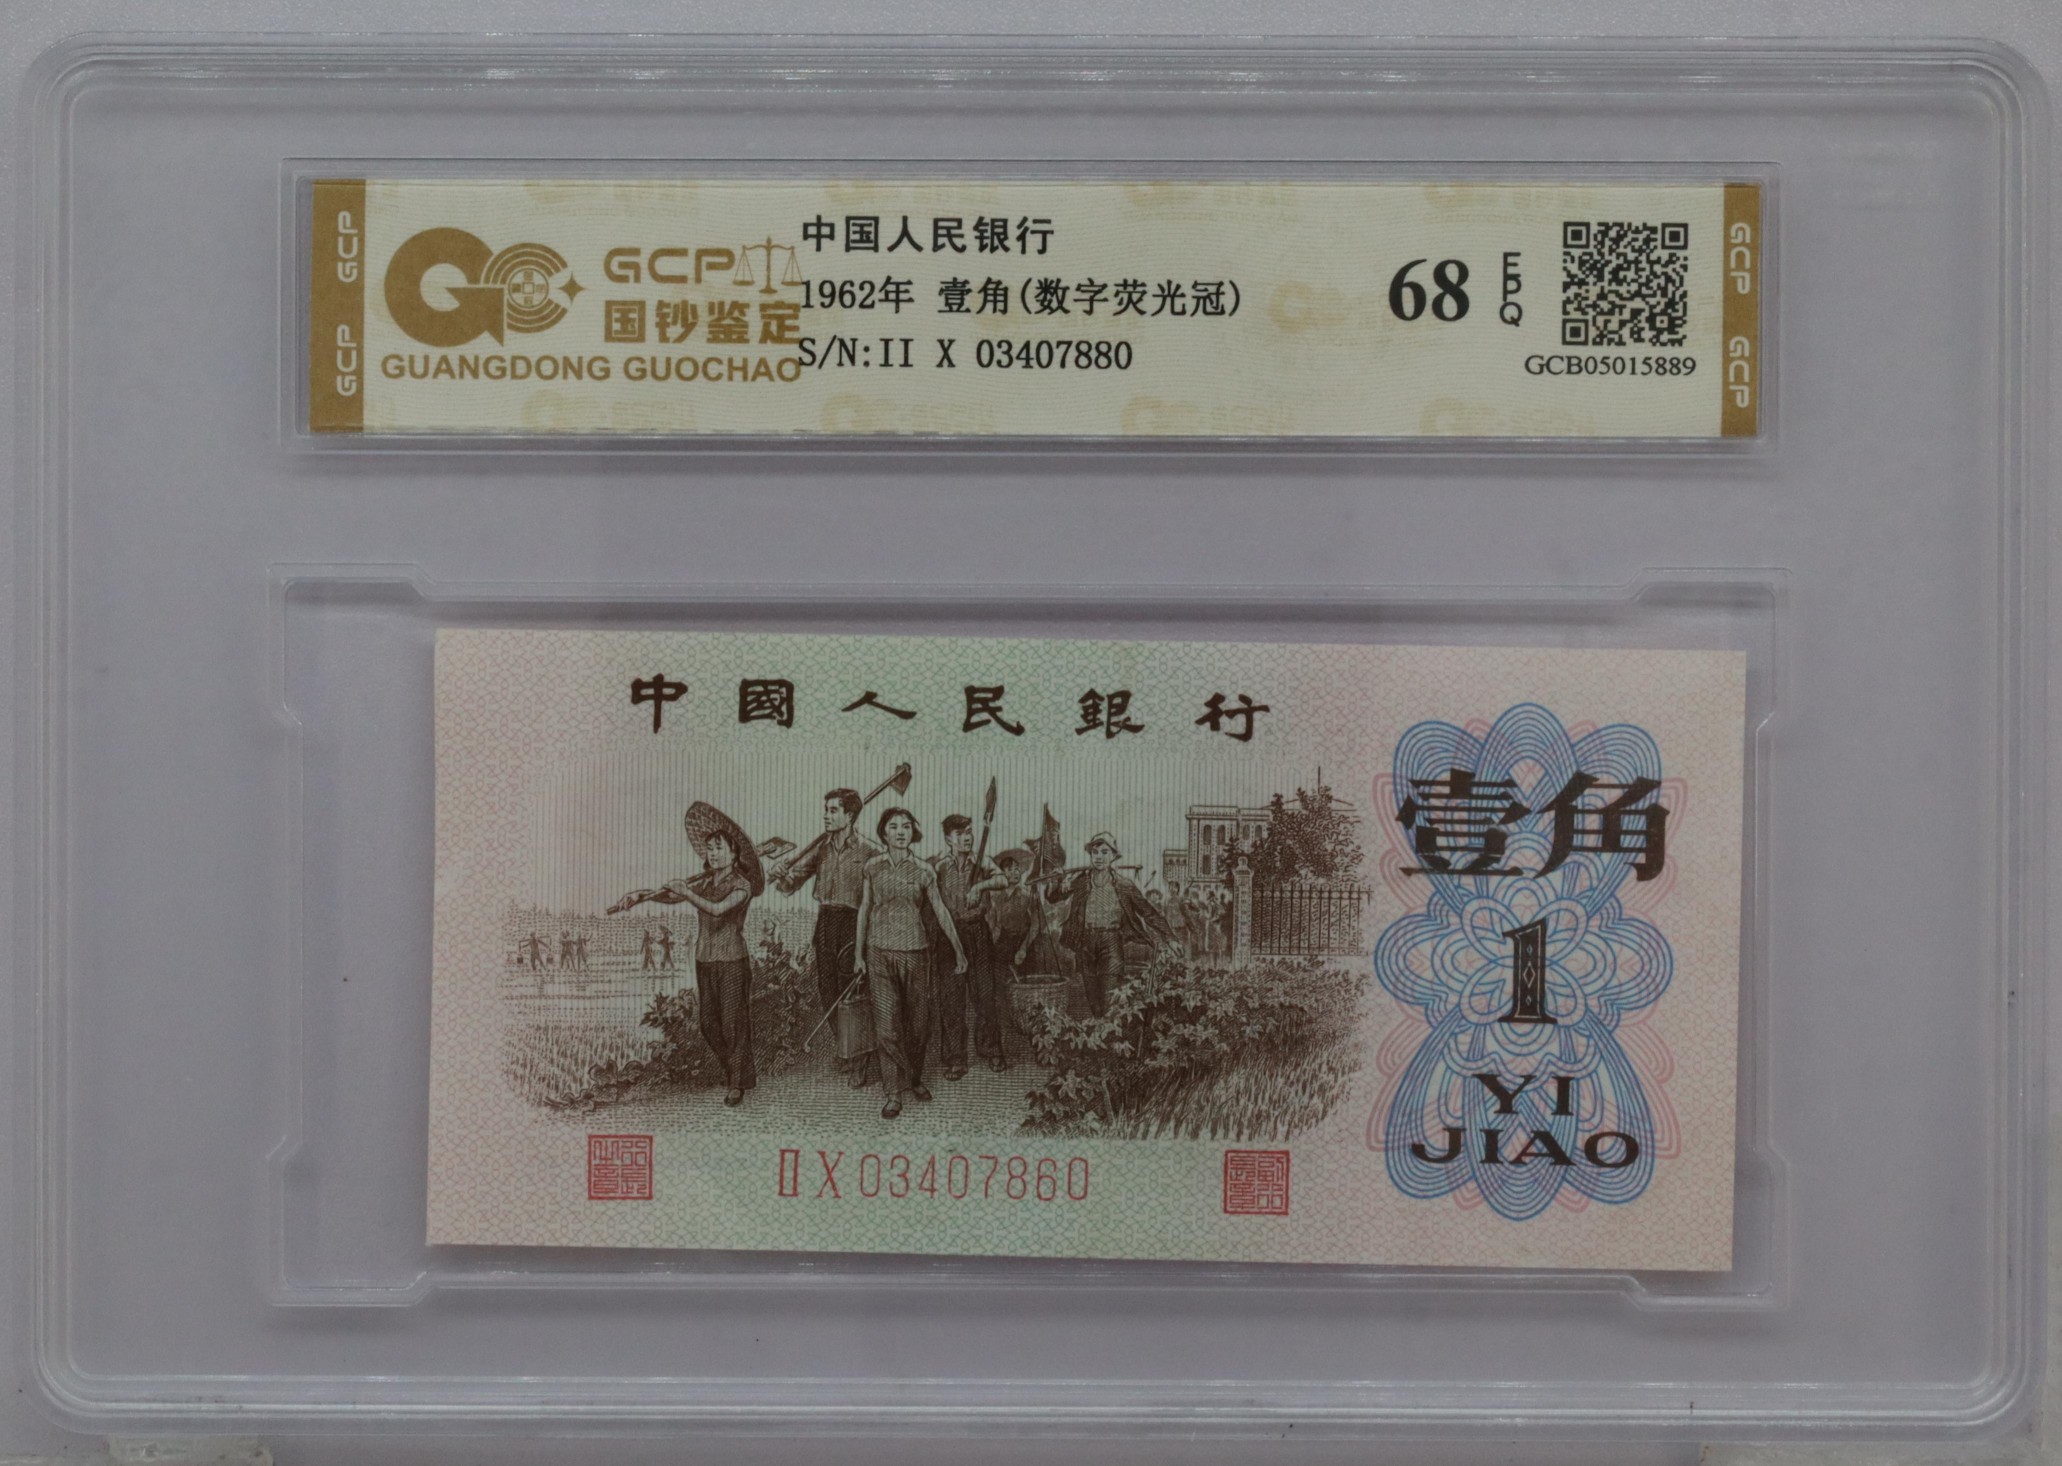 GCP
GCP
GCP
国钞鉴定
GUANGDONG GUOCHAO
中国人民银行
1962年 壹角(数字荧光冠)
S/N:II X 03407880
68
EPQ
GCB05015889
GCP
GCP
中國人民銀行
壹角
1
YI
JIAO
II X 03407860